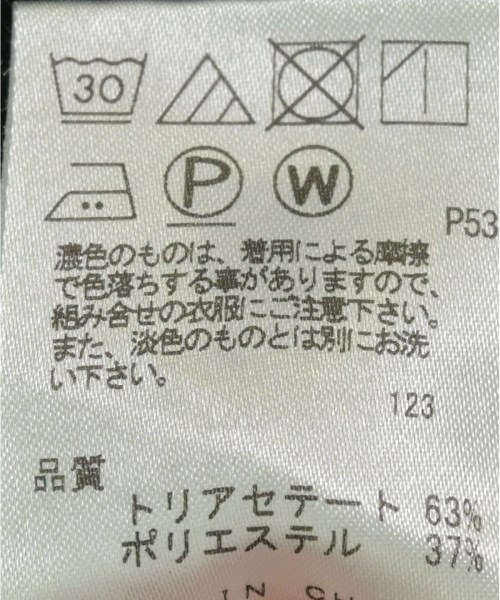 30
P W
P53
濃色のものは、着用による摩擦
で色落ちする事がありますので、
組み合せの衣服にご注意下さい。
また、淡色のものとは別にお洗
い下さい。
123
品質
トリアセテート 63%
ポリエステル 37%
IN CH